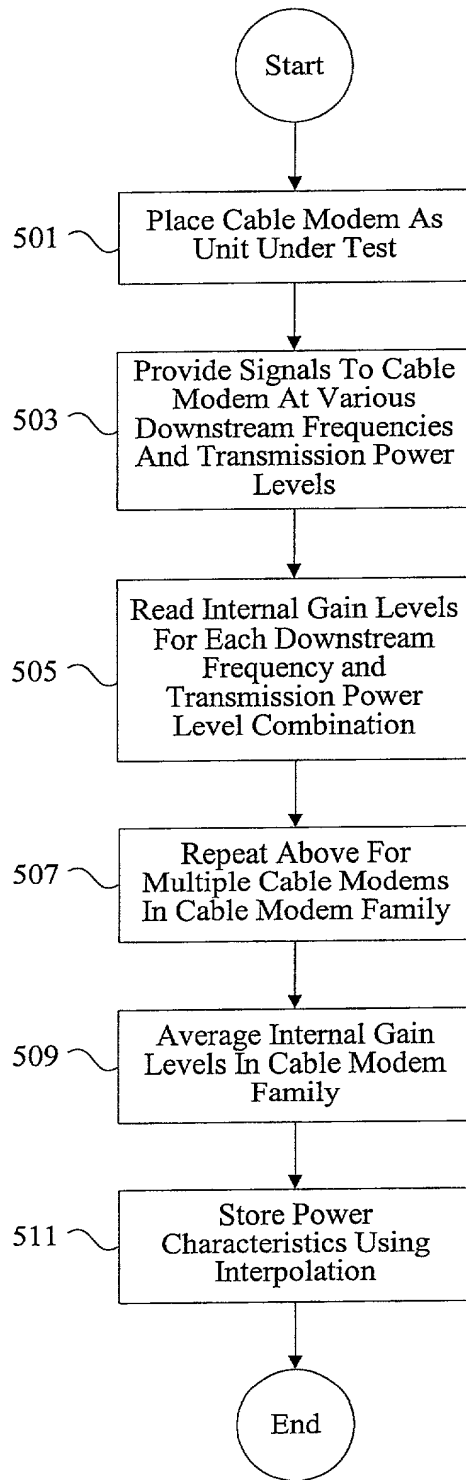 Start
501
Place Cable Modem As
Unit Under Test
503
Provide Signals To Cable
Modem At Various
Downstream Frequencies
And Transmission Power
Levels
505
Read Internal Gain Levels
For Each Downstream
Frequency and
Transmission Power
Level Combination
507
Repeat Above For
Multiple Cable Modems
In Cable Modem Family
509
Average Internal Gain
Levels In Cable Modem
Family
511
Store Power
Characteristics Using
Interpolation
End